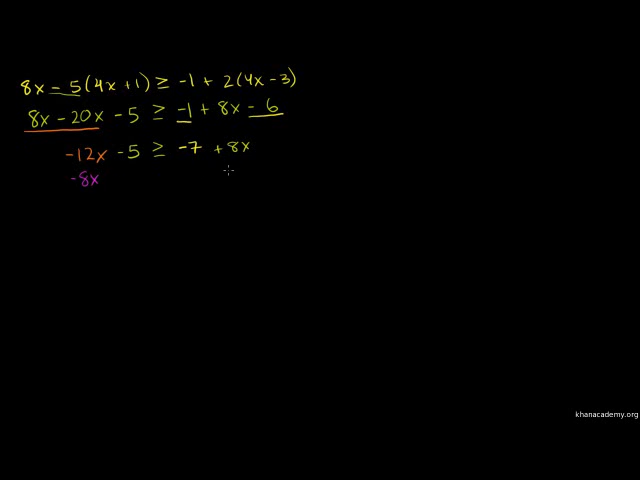 8x - 5(4x + 1) ≥ -1 + 2(4x - 3)
8x - 20x - 5 ≥ -1 + 8x - 6
-12x - 5 ≥ -7 + 8x
-8x
khanacademy.org